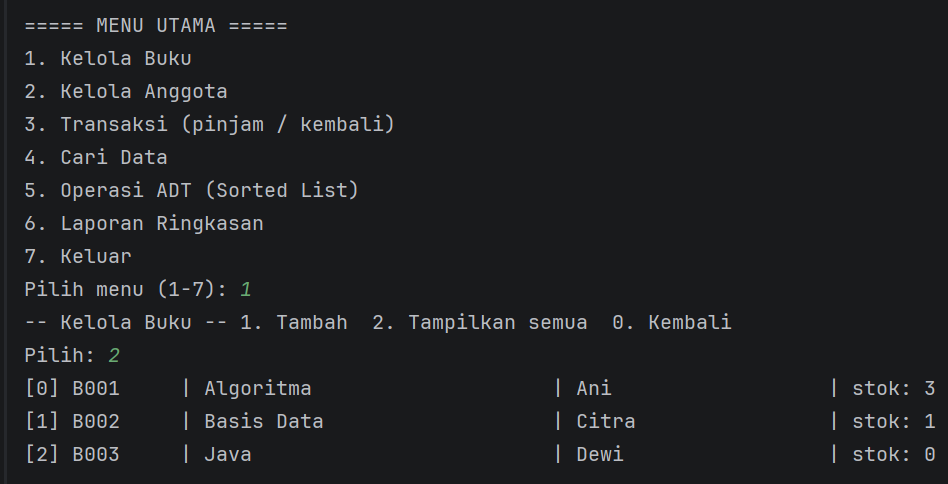 ===== MENU UTAMA =====
1. Kelola Buku
2. Kelola Anggota
3. Transaksi (pinjam / kembali)
4. Cari Data
5. Operasi ADT (Sorted List)
6. Laporan Ringkasan
7. Keluar
Pilih menu (1-7): 1
-- Kelola Buku -- 1. Tambah  2. Tampilkan semua  0. Kembali
Pilih: 2
[0] B001     | Algoritma                    | Ani                  | stok: 3
[1] B002     | Basis Data                   | Citra                | stok: 1
[2] B003     | Java                         | Dewi                 | stok: 0